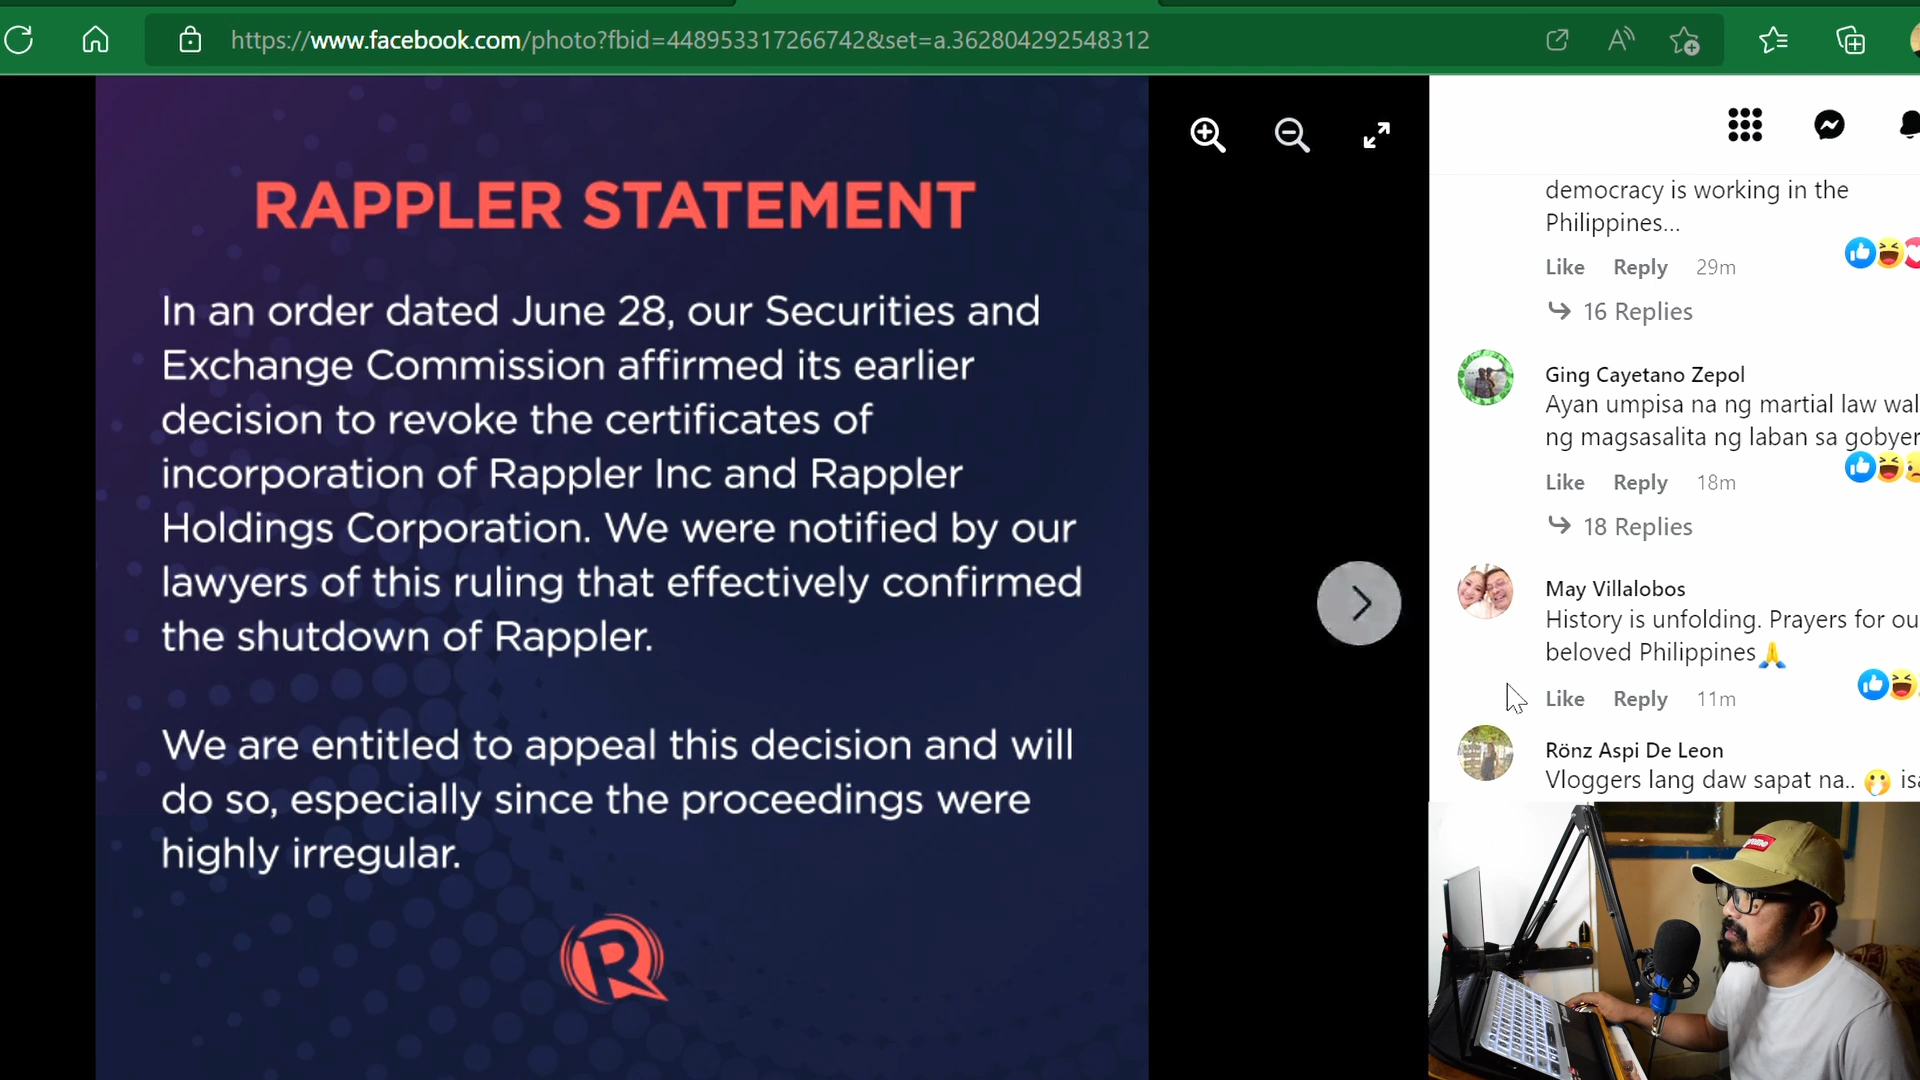 https://www.facebook.com/photo?fbid=448953317266742&set=a.362804292548312
RAPPLER STATEMENT
In an order dated June 28, our Securities and
Exchange Commission affirmed its earlier
decision to revoke the certificates of
incorporation of Rappler Inc and Rappler
Holdings Corporation. We were notified by our
lawyers of this ruling that effectively confirmed
the shutdown of Rappler.
We are entitled to appeal this decision and will
do so, especially since the proceedings were
highly irregular.
R
democracy is working in the
Philippines...
Like Reply 29m
16 Replies
Ging Cayetano Zepol
Ayan umpisa na ng martial law wal
ng magsasalita ng laban sa gobyer
Like Reply 18m
18 Replies
May Villalobos
History is unfolding. Prayers for ou
beloved Philippines🙏
Like Reply 11m
Rönz Aspi De Leon
Vloggers lang daw sapat na.. 🤭 isa